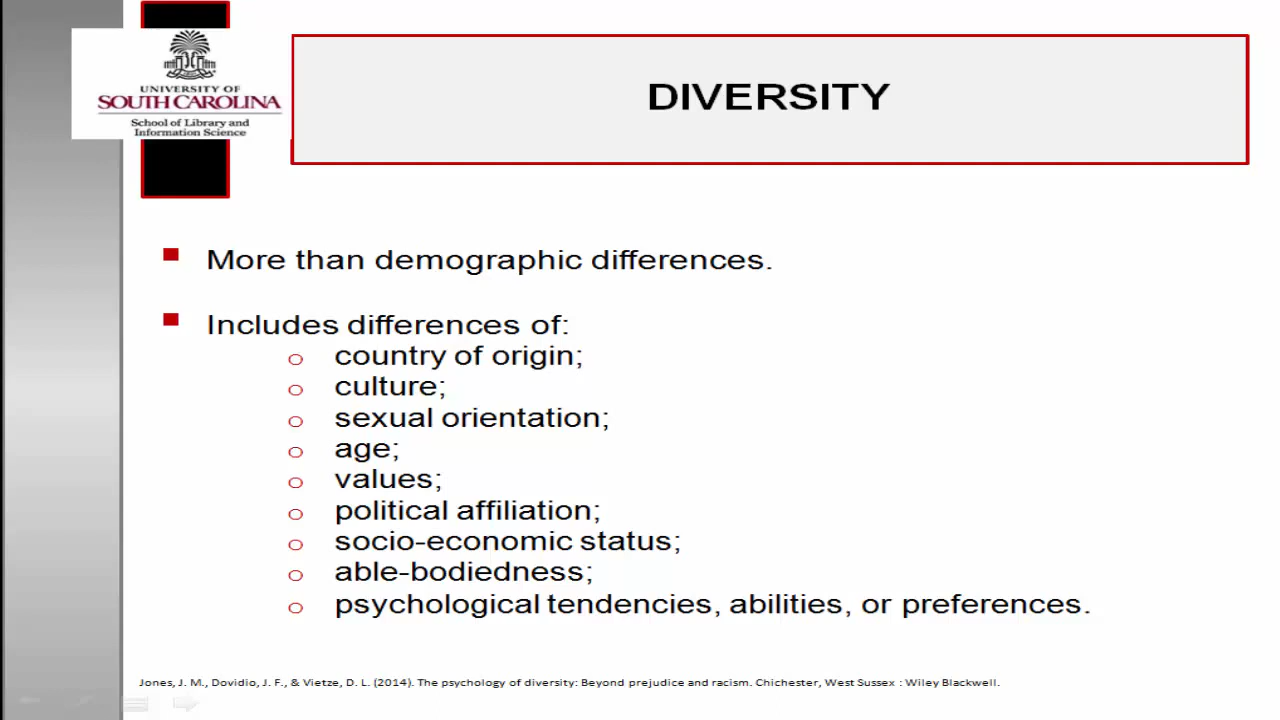 UNIVERSITY OF
SOUTH CAROLINA
School of Library and
Information Science
DIVERSITY
More than demographic differences.
Includes differences of:
country of origin;
culture;
sexual orientation;
age;
values;
political affiliation;
socio-economic status;
able-bodiedness;
psychological tendencies, abilities, or preferences.
Jones, J. M., Dovidio, J. F., & Vietze, D. L. (2014). The psychology of diversity: Beyond prejudice and racism. Chichester, West Sussex : Wiley Blackwell.